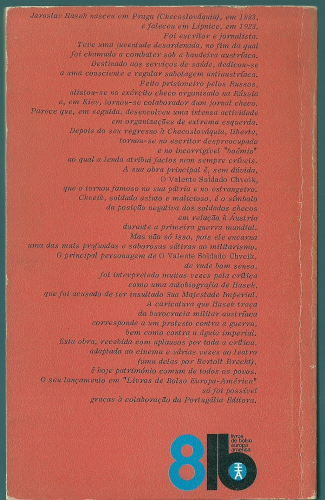 Jaroslav Hasek nasceu em Praga (Checoslováquia), em 1883,
e faleceu em Lipnice, em 1923.
Foi escritor e jornalista.
Teve uma juventude desordenada, no fim da qual
foi chamado a combater sob a bandeira austríaca.
Destinado aos serviços de saúde, dedicou-se
a uma consciente e regular sabotagem antiaustríaca.
Feito prisioneiro pelos Russos,
alistou-se no exército checo organizado na Rússia
e, em Kiev, tornou-se colaborador dum jornal checo.
Parece que, em seguida, desenvolveu uma intensa actividade
em organizações de extrema esquerda.
Depois do seu regresso à Checoslováquia, liberto,
tornou-se no escritor despreocupado
e no incorrigível "boémio"
ao qual a lenda atribui factos nem sempre críveis.
A sua obra principal é, sem dúvida,
O Valente Soldado Chveik,
que o tornou famoso na sua pátria e no estrangeiro.
Chveik, soldado astuto e malicioso, é o símbolo
da posição negativa dos soldados checos
em relação à Áustria
durante a primeira guerra mundial.
Mas não só isso, pois ele encarna
uma das mais profundas e saborosas sátiras ao militarismo.
O principal personagem de O Valente Soldado Chveik,
de rude bom senso,
foi interpretado muitas vezes pela crítica
como uma autobiografia de Hasek,
que foi acusado de ter insultado Sua Majestade Imperial.
A caricatura que Hasek traça
da burocracia militar austríaca
corresponde a um protesto contra a guerra,
bem como contra a águia imperial.
Esta obra, recebida com aplausos por toda a crítica,
adaptada ao cinema e várias vezes ao teatro
(uma delas por Bertolt Brecht),
é hoje património comum de todos os povos.
O seu lançamento em "Livros de Bolso Europa-América"
só foi possível
graças à colaboração da Portugália Editora.
81b
livros
de bolso
europa
américa